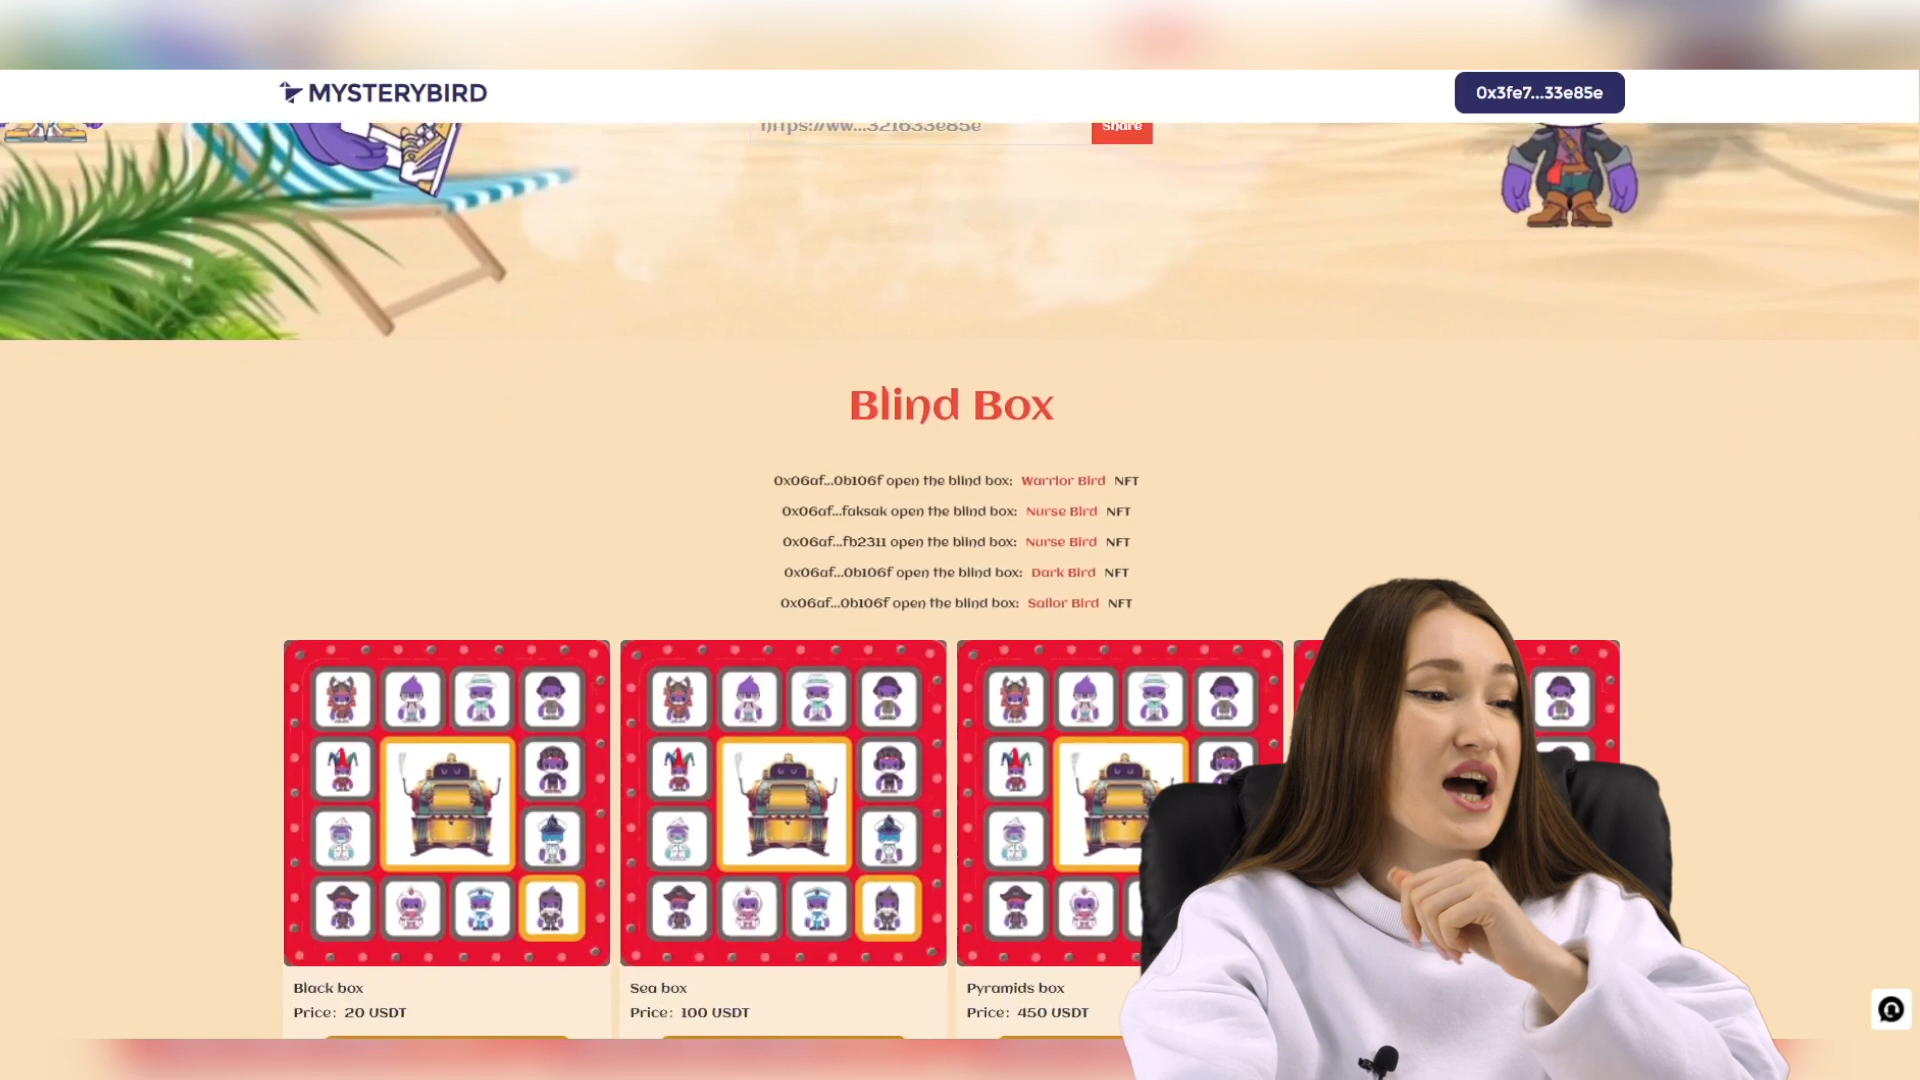 MYSTERYBIRD
0x3fe7...33e85e
https://ww...321633e85e
Share
Blind Box
0x06af...0b106f open the blind box: Warrior Bird NFT
0x06af...faksak open the blind box: Nurse Bird NFT
0x06af...fb2311 open the blind box: Nurse Bird NFT
0x06af...0b106f open the blind box: Dark Bird NFT
0x06af...0b106f open the blind box: Sailor Bird NFT
Black box
Price: 20 USDT
Sea box
Price: 100 USDT
Pyramids box
Price: 450 USDT